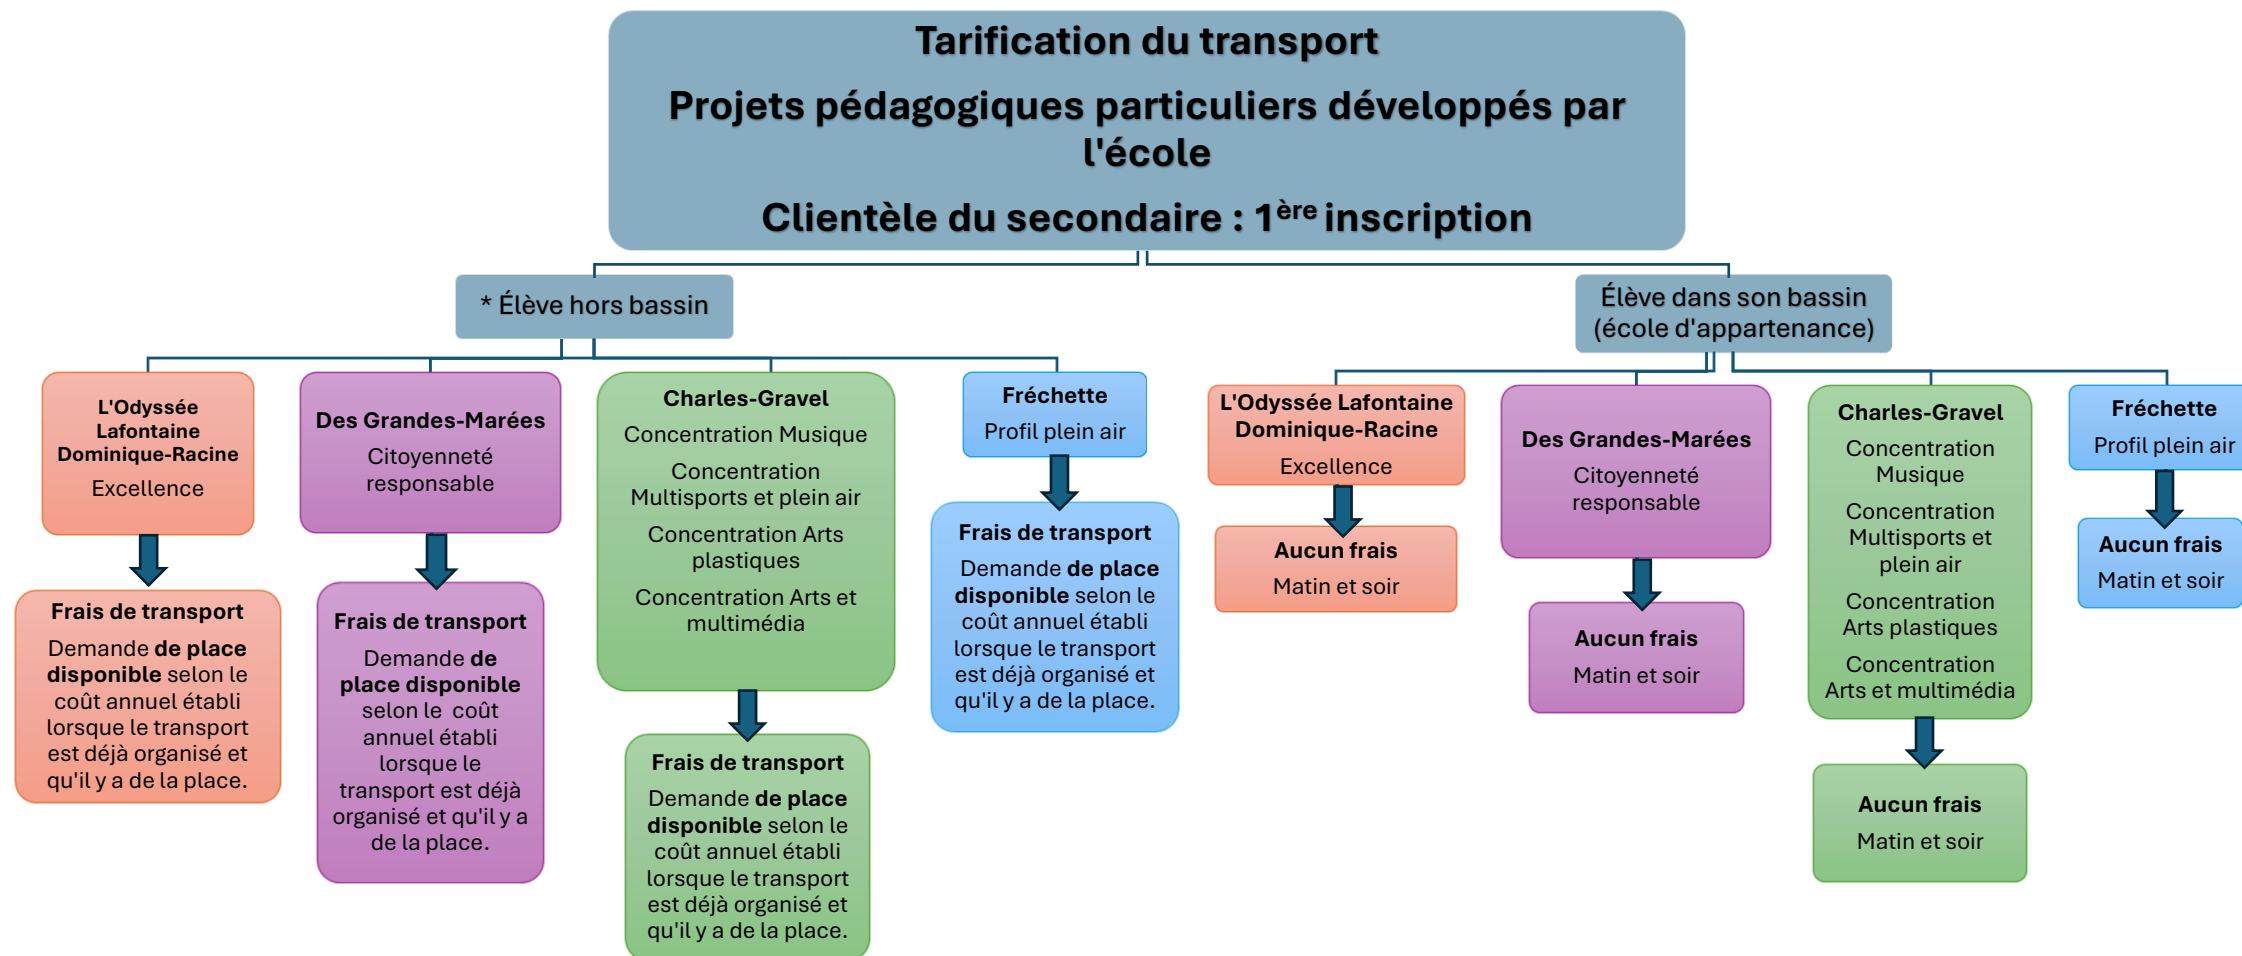 Tarification du transport
Projets pédagogiques particuliers développés par
l'école
Clientèle du secondaire : 1ère inscription
* Élève hors bassin
Élève dans son bassin
(école d'appartenance)
L'Odyssée
Lafontaine
Dominique-Racine
Excellence
Frais de transport
Demande de place
disponible selon le
coût annuel établi
lorsque le transport
est déjà organisé et
qu'il y a de la place.
Des Grandes-Marées
Citoyenneté
responsable
Frais de transport
Demande de
place disponible
selon le coût
annuel établi
lorsque le
transport est déjà
organisé et qu'il y a
de la place.
Charles-Gravel
Concentration Musique
Concentration
Multisports et plein air
Concentration Arts
plastiques
Concentration Arts et
multimédia
Frais de transport
Demande de place
disponible selon le
coût annuel établi
lorsque le transport
est déjà organisé et
qu'il y a de la place.
Fréchette
Profil plein air
Frais de transport
Demande de place
disponible selon le
coût annuel établi
lorsque le transport
est déjà organisé et
qu'il y a de la place.
L'Odyssée Lafontaine
Dominique-Racine
Excellence
Aucun frais
Matin et soir
Des Grandes-Marées
Citoyenneté
responsable
Aucun frais
Matin et soir
Charles-Gravel
Concentration
Musique
Concentration
Multisports et
plein air
Concentration
Arts plastiques
Concentration
Arts et multimédia
Aucun frais
Matin et soir
Fréchette
Profil plein air
Aucun frais
Matin et soir